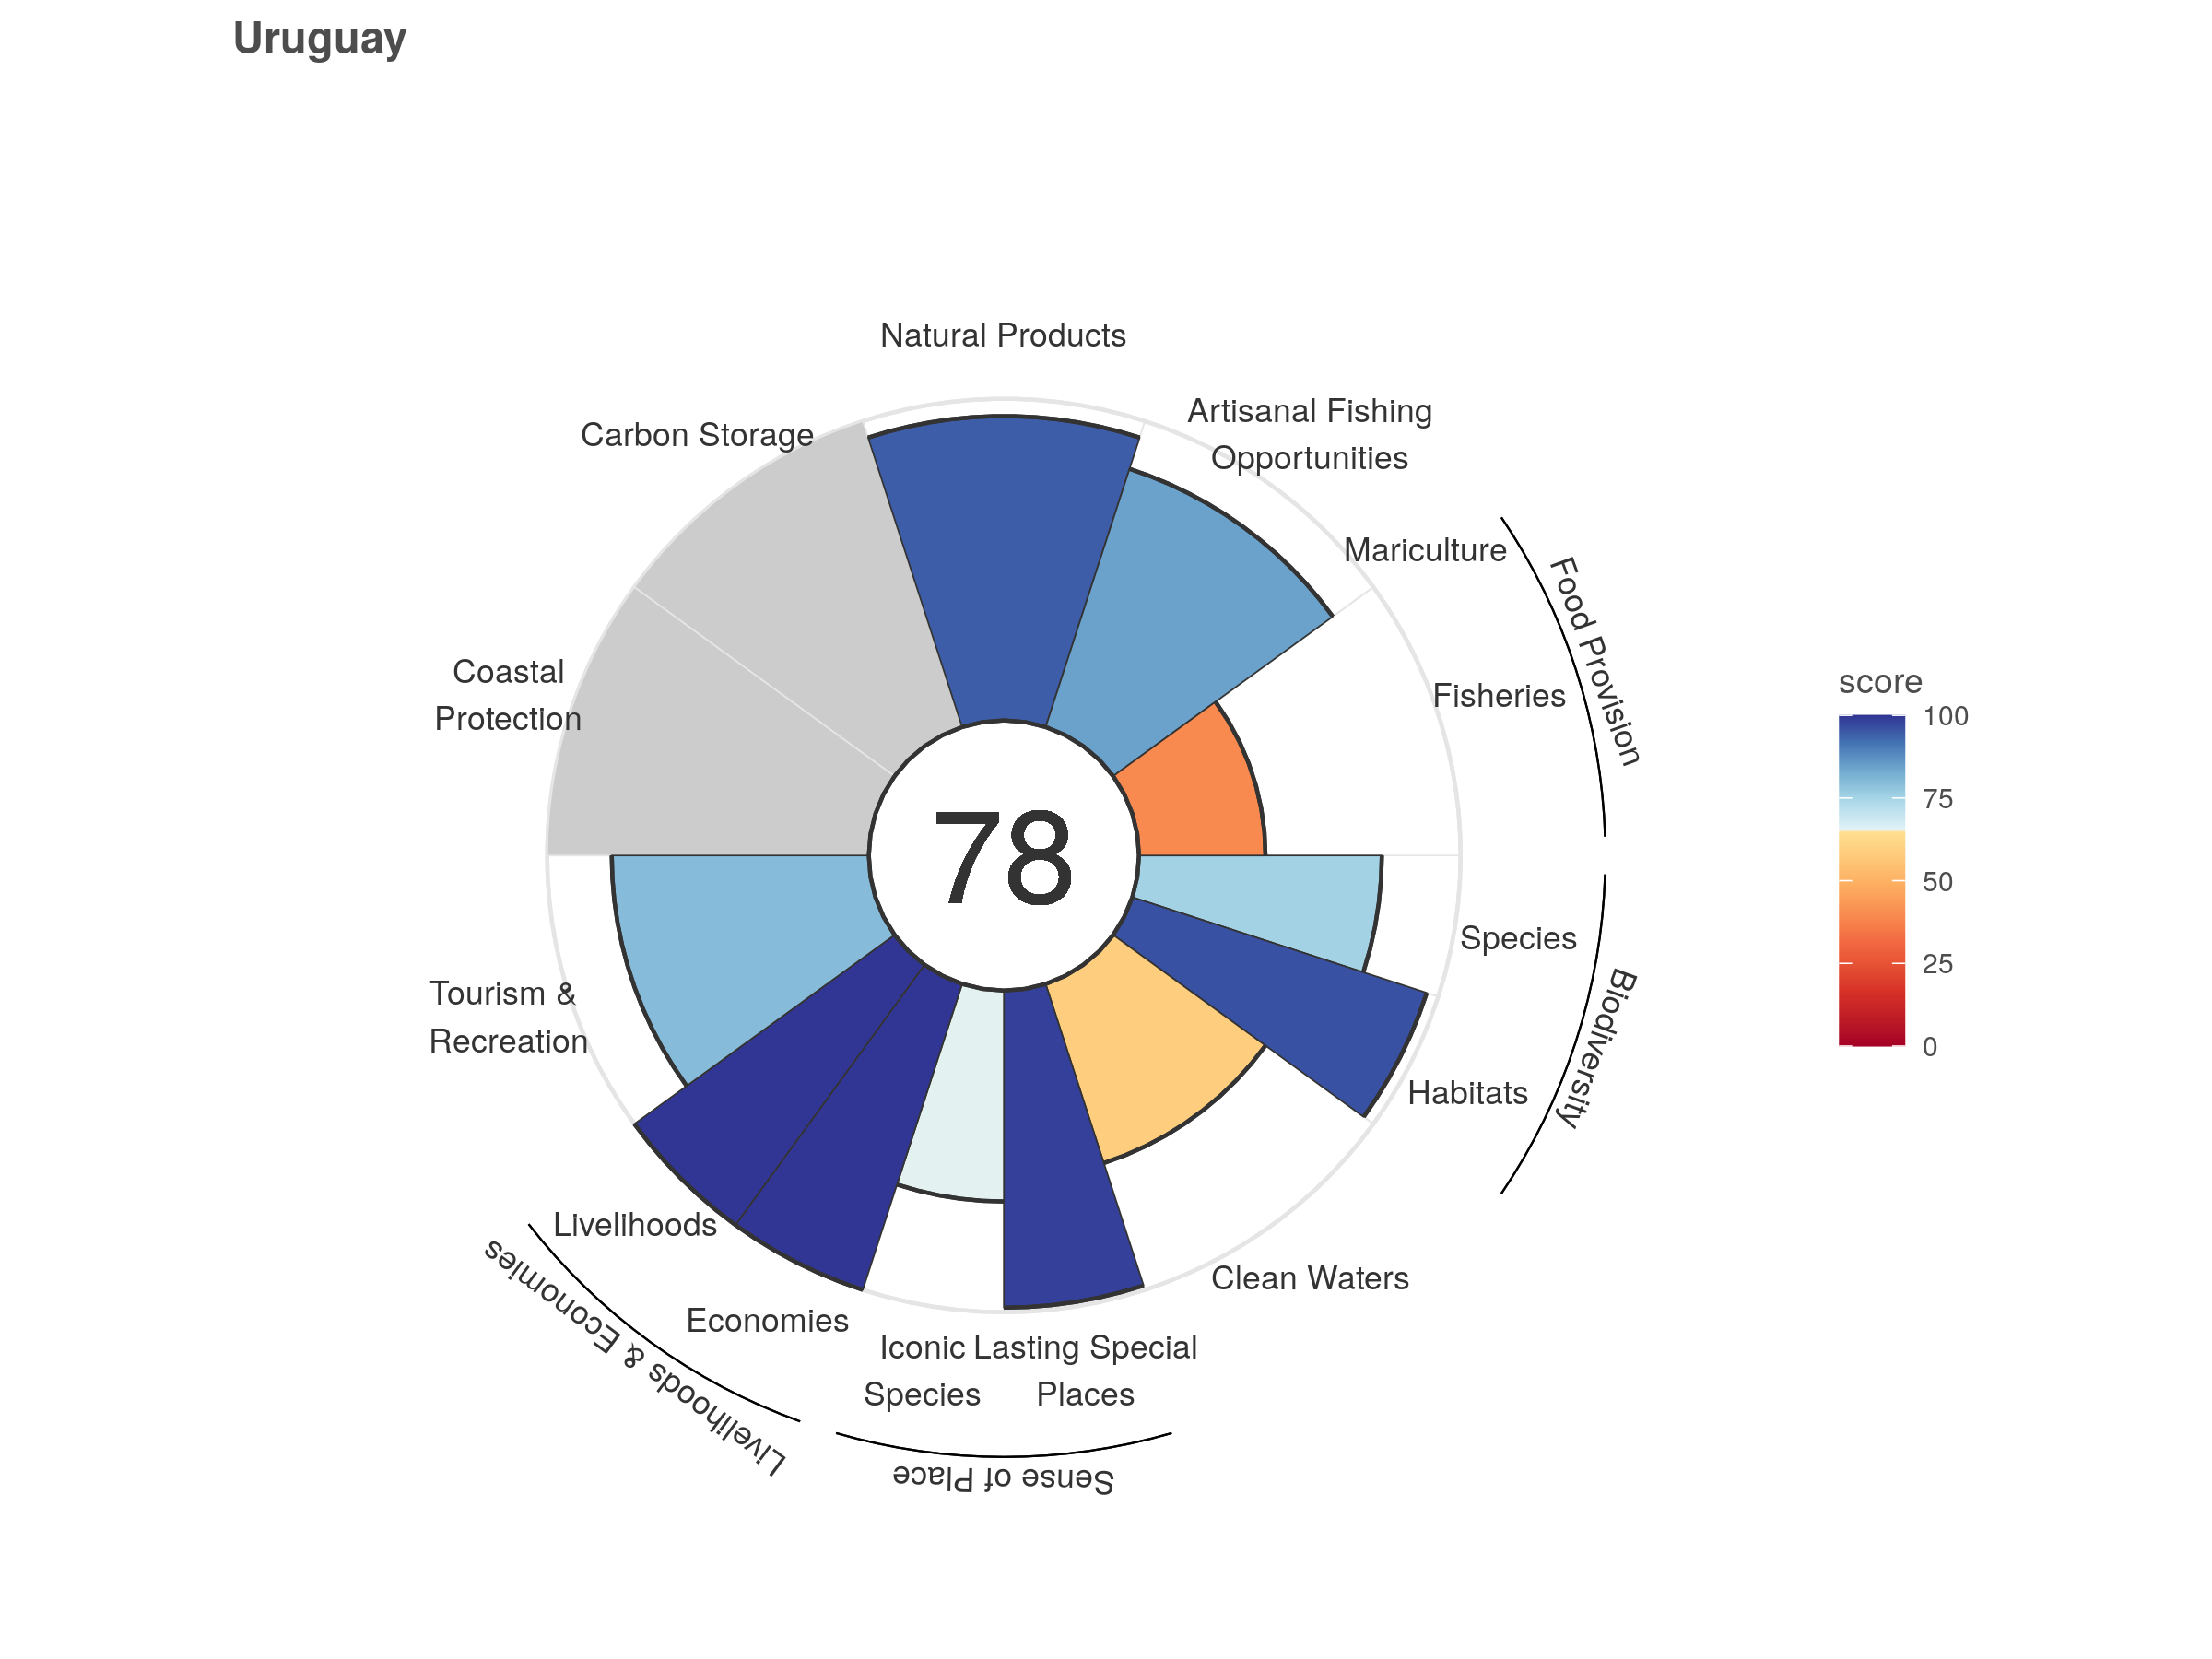 Uruguay
Natural Products
Artisanal Fishing
Opportunities
Carbon Storage
Mariculture
Food Provision
Fisheries
Coastal
Protection
score
100
75
50
25
0
78
Species
Biodiversity
Tourism &
Recreation
Habitats
Livelihoods
Clean Waters
Livelihoods & Economies
Economies
Iconic
Species
Lasting Special
Places
Sense of Place